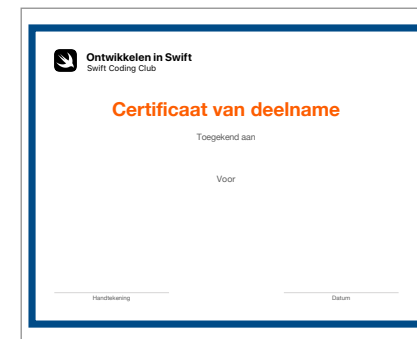 Ontwikkelen in Swift
Swift Coding Club
Certificaat van deelname
Toegekend aan
Voor
Handtekening
Datum